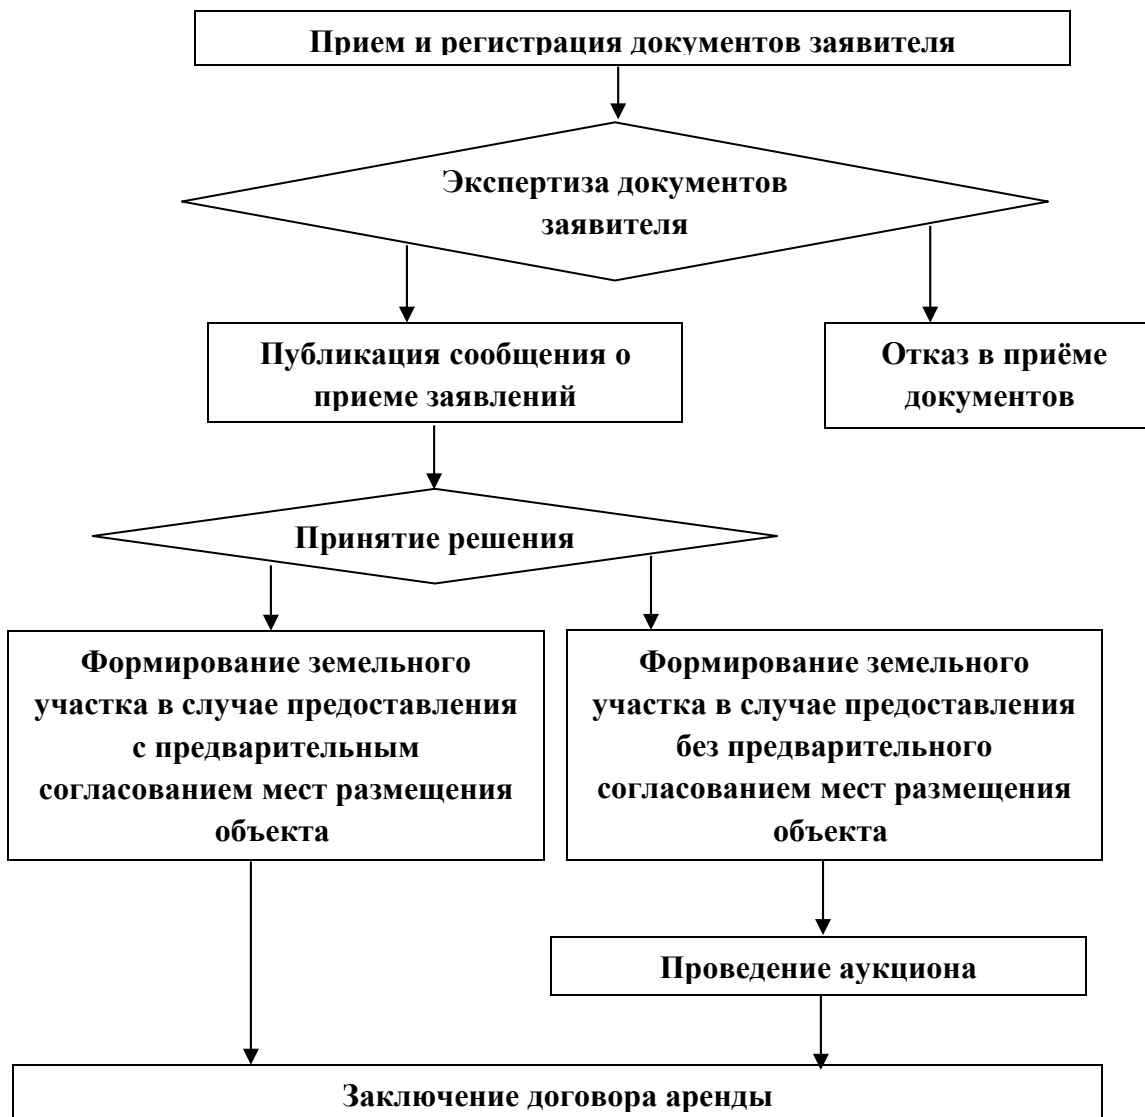 Прием и регистрация документов заявителя
Экспертиза документов
заявителя
Публикация сообщения о
приеме заявлений
Отказ в приёме
документов
Принятие решения
Формирование земельного
участка в случае предоставления
с предварительным
согласованием мест размещения
объекта
Формирование земельного
участка в случае предоставления
без предварительного
согласованием мест размещения
объекта
Проведение аукциона
Заключение договора аренды